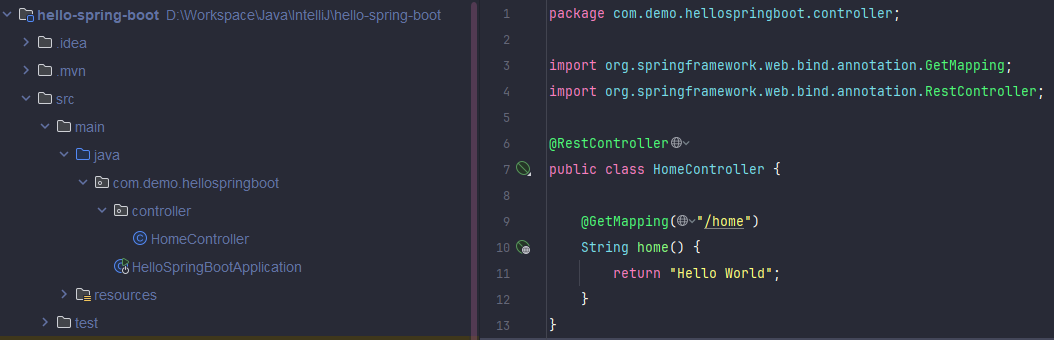 hello-spring-boot D:\Workspace\Java\IntelliJ\hello-spring-boot
.idea
.mvn
src
main
java
com.demo.hellospringboot
controller
HomeController
HelloSpringBootApplication
resources
test
1 package com.demo.hellospringboot.controller;
2
3 import org.springframework.web.bind.annotation.GetMapping;
4 import org.springframework.web.bind.annotation.RestController;
5
6 @RestController
7 public class HomeController {
8
9 @GetMapping("/home")
10 String home() {
11 return "Hello World";
12 }
13 }